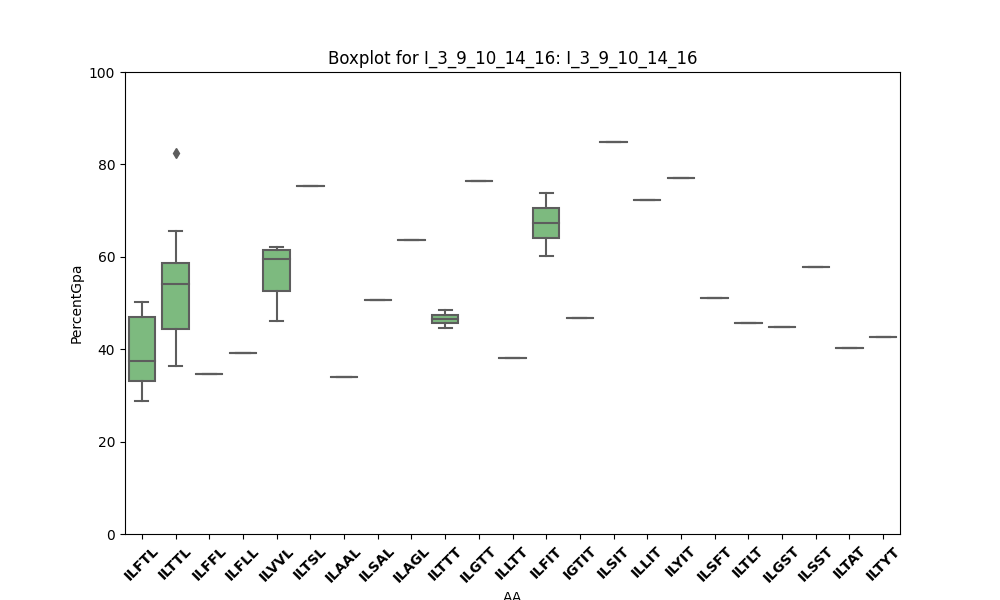 Boxplot for I_3_9_10_14_16: I_3_9_10_14_16
100
80
60
40
20
0
PercentGpa
ILFTL
ILTTL
ILFFL
ILFLL
ILVVL
ILTSL
ILAAL
ILSAL
ILAGL
ILTTT
ILGTT
ILLTT
ILFIT
IGTIT
ILSIT
ILLIT
ILYIT
ILSFT
ILTLT
ILGST
ILSST
ILTAT
ILTYT
AA